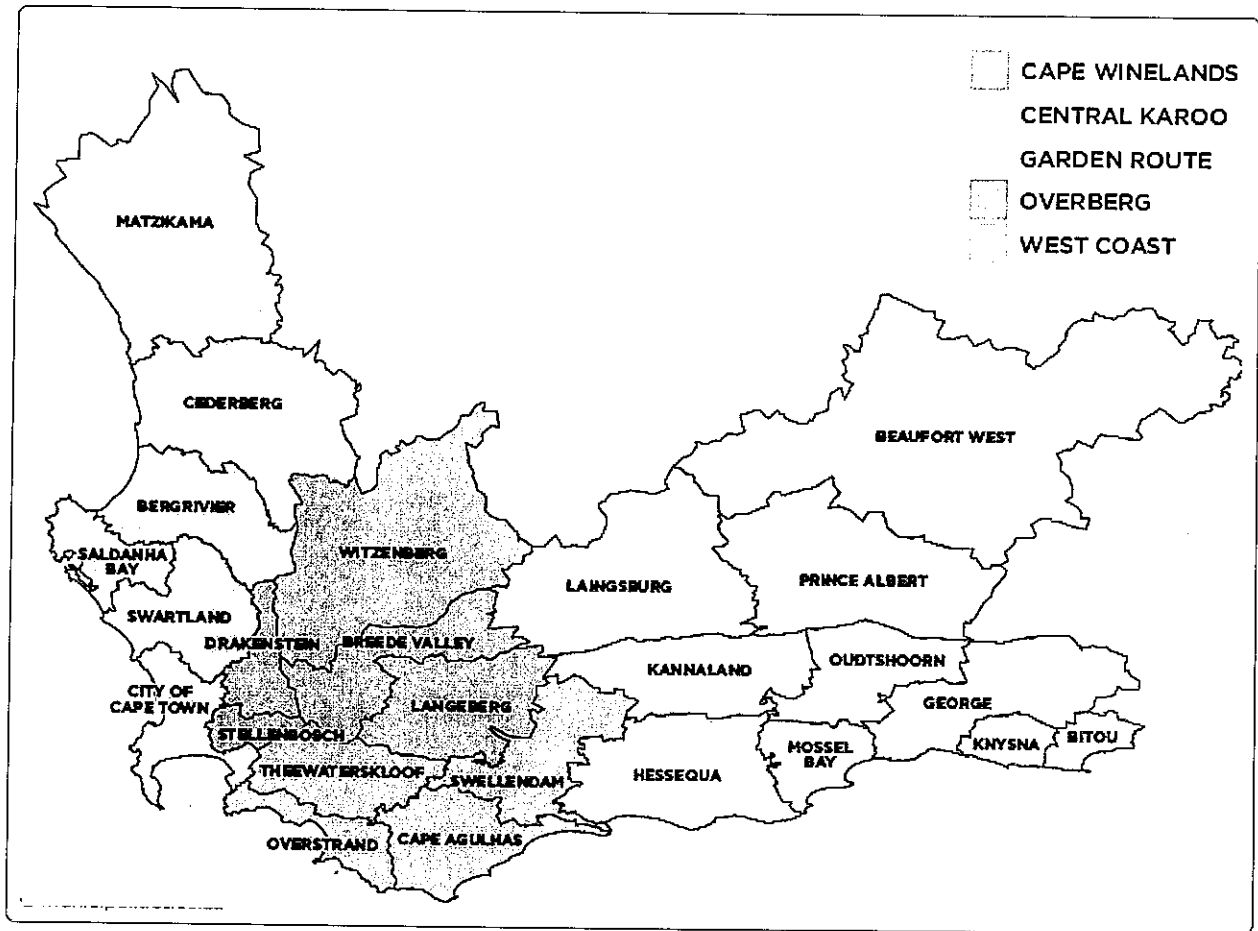 CAPE WINELANDS
CENTRAL KAROO
GARDEN ROUTE
OVERBERG
WEST COAST
MATZIKAMA
CEDERBERG
BEAUFORT WEST
BERGRIVIER
SALDANHA
BAY
WITZENBERG
LAINGSBURG
PRINCE ALBERT
SWARTLAND
DRAKENSTEIN
BREEDE VALLEY
KANNALAND
OUDTSHOORN
CITY OF
CAPE TOWN
LANGEBERG
GEORGE
STELLENBOSCH
KNYSNA
BITOU
MOSSEL
BAY
THEEWATERSKLOOF
SWELLENDAM
HESSEQUA
OVERSTRAND
CAPE AGULHAS